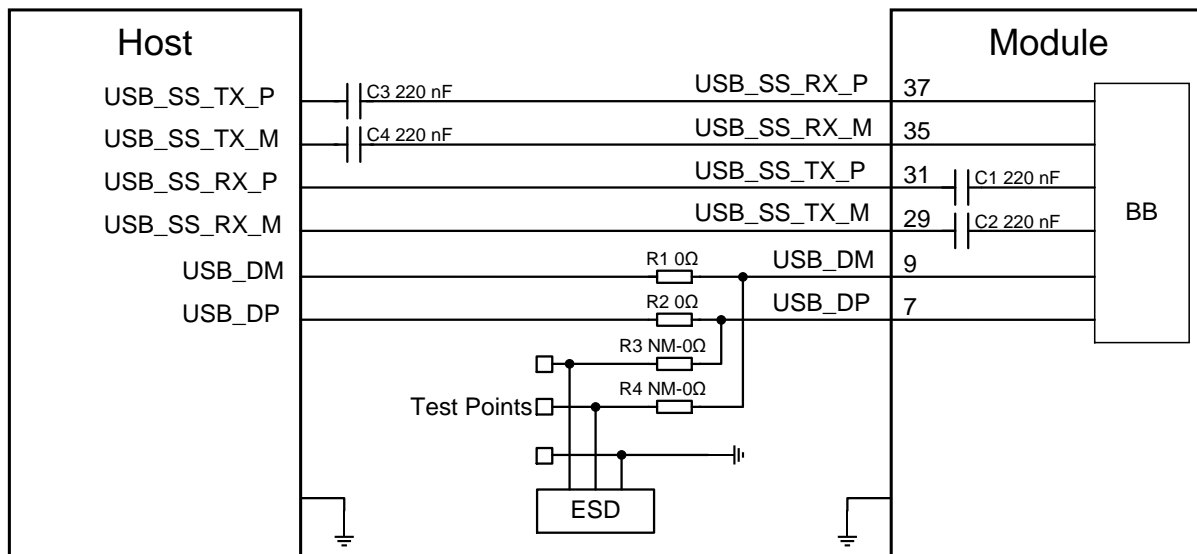 Host
Module
USB_SS_TX_P
C3 220 nF
USB_SS_RX_P
37
USB_SS_TX_M
C4 220 nF
USB_SS_RX_M
35
USB_SS_RX_P
USB_SS_TX_P
31
C1 220 nF
USB_SS_RX_M
USB_SS_TX_M
29
C2 220 nF
BB
USB_DM
R1 0Ω
USB_DM
9
USB_DP
R2 0Ω
USB_DP
7
R3 NM-0Ω
Test Points
R4 NM-0Ω
ESD